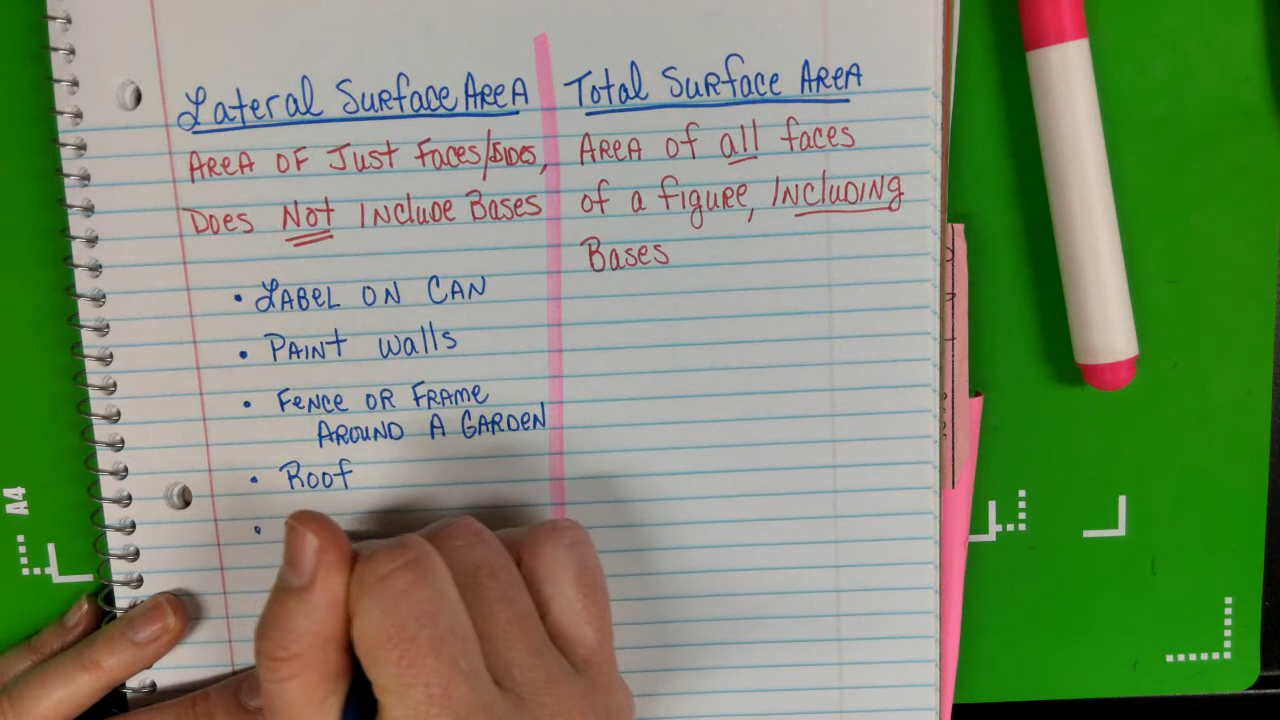 Lateral Surface Area
Area of Just Faces/Sides,
Does Not Include Bases
• Label on Can
• Paint Walls
• Fence or Frame
Around a Garden
• Roof
•
Total Surface Area
Area of all faces
of a figure, Including
Bases
A4